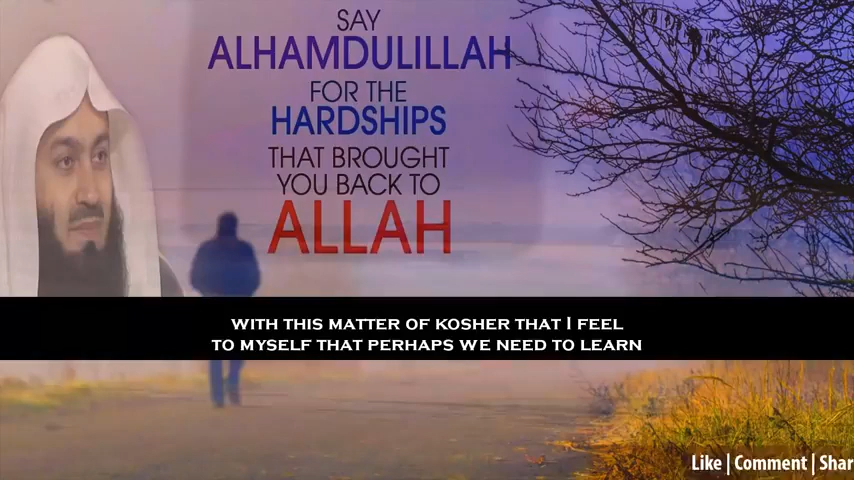 SAY
ALHAMDULILLAH
FOR THE
HARDSHIPS
THAT BROUGHT
YOU BACK TO
ALLAH
WITH THIS MATTER OF KOSHER THAT I FEEL
TO MYSELF THAT PERHAPS WE NEED TO LEARN
Like | Comment | Shar